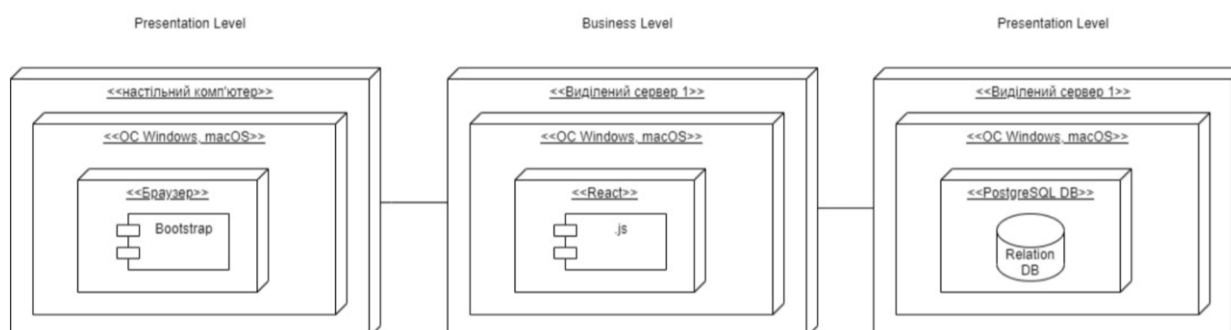 Presentation Level
Business Level
Presentation Level
<<настільний комп'ютер>>
<<Виділений сервер 1>>
<<Виділений сервер 1>>
<<ОС Windows, macOS>>
<<ОС Windows, macOS>>
<<ОС Windows, macOS>>
<<Браузер>>
<<React>>
<<PostgreSQL DB>>
Bootstrap
.js
Relation
DB